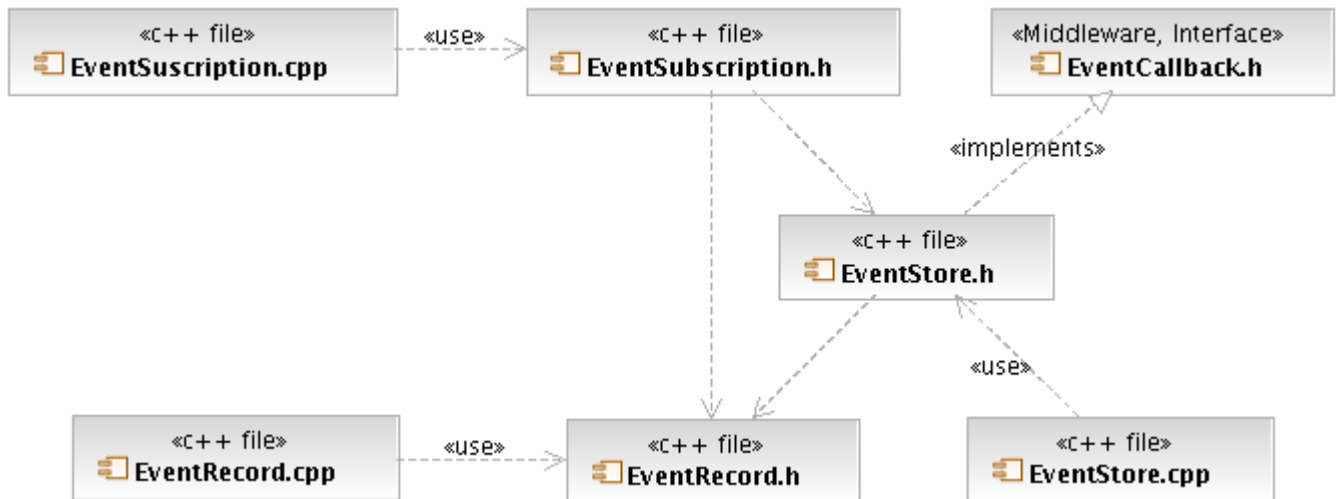 «c++ file»
EventSuscription.cpp
«use»
«c++ file»
EventSubscription.h
«Middleware, Interface»
EventCallback.h
«implements»
«c++ file»
EventStore.h
«use»
«c++ file»
EventRecord.cpp
«use»
«c++ file»
EventRecord.h
«c++ file»
EventStore.cpp